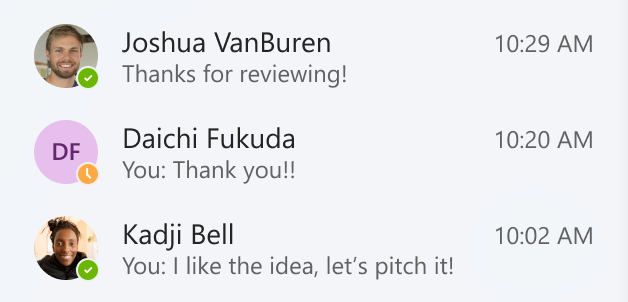 Joshua VanBuren 10:29 AM
Thanks for reviewing!
DF Daichi Fukuda 10:20 AM
You: Thank you!!
Kadji Bell 10:02 AM
You: I like the idea, let’s pitch it!